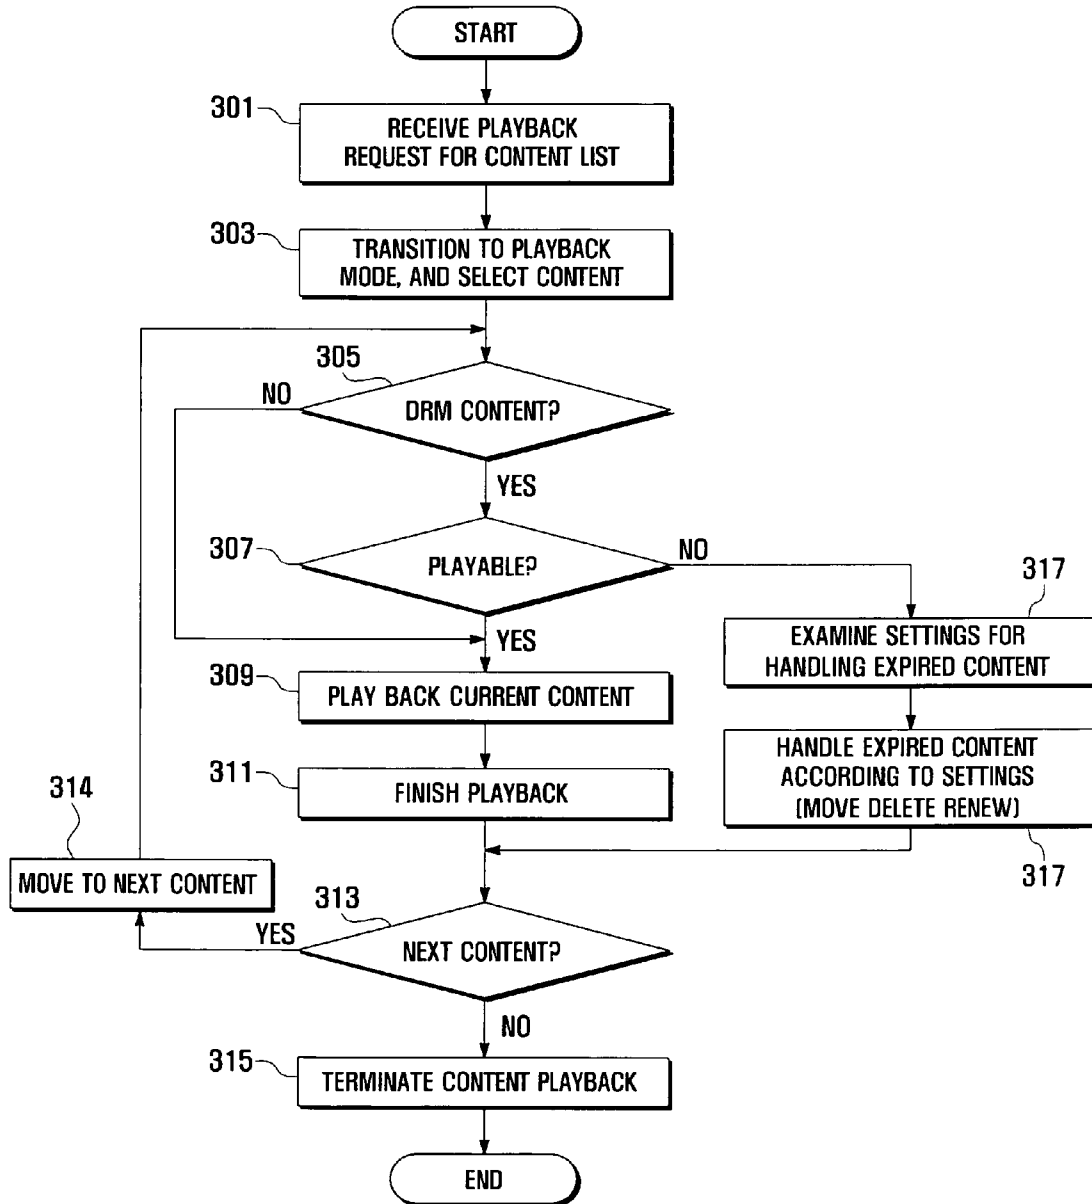 START
301
RECEIVE PLAYBACK
REQUEST FOR CONTENT LIST
303
TRANSITION TO PLAYBACK
MODE, AND SELECT CONTENT
305
NO
DRM CONTENT?
YES
307
PLAYABLE?
NO
YES
317
EXAMINE SETTINGS FOR
HANDLING EXPIRED CONTENT
309
PLAY BACK CURRENT CONTENT
HANDLE EXPIRED CONTENT
ACCORDING TO SETTINGS
(MOVE DELETE RENEW)
317
311
FINISH PLAYBACK
314
MOVE TO NEXT CONTENT
313
YES
NEXT CONTENT?
NO
315
TERMINATE CONTENT PLAYBACK
END